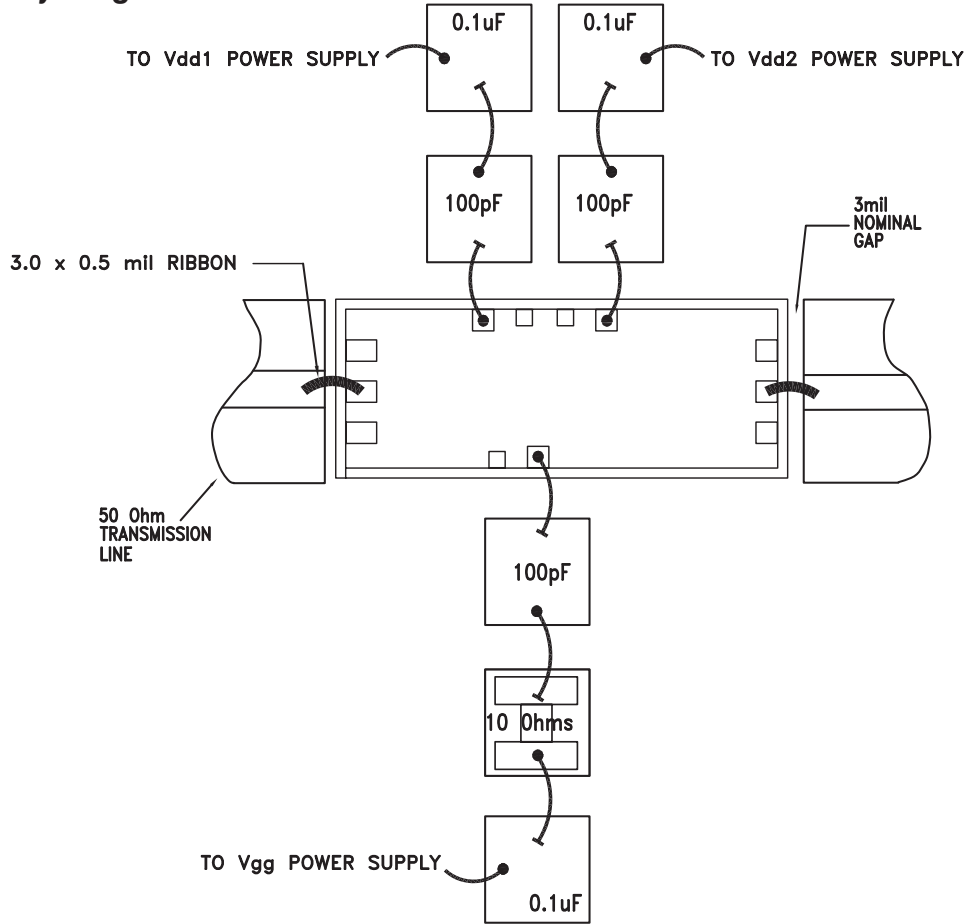 0.1uF
0.1uF
TO Vdd1 POWER SUPPLY
TO Vdd2 POWER SUPPLY
100pF
100pF
3mil
NOMINAL
GAP
3.0 x 0.5 mil RIBBON
50 Ohm
TRANSMISSION
LINE
100pF
10 Ohms
TO Vgg POWER SUPPLY
0.1uF